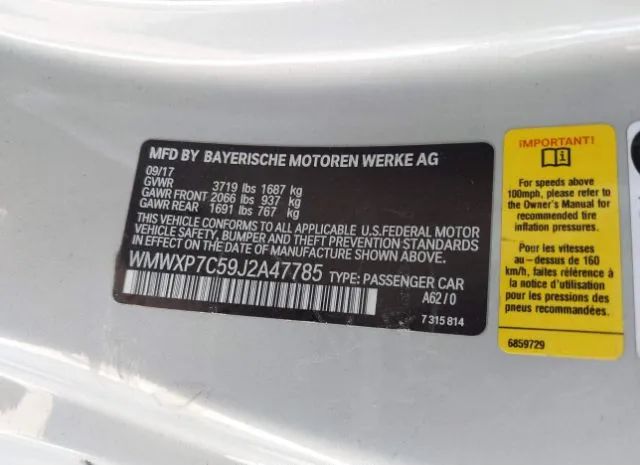 MFD BY BAYERISCHE MOTOREN WERKE AG
09/17
GVWR 3719 lbs 1687 kg
GAWR FRONT 2066 lbs 937 kg
GAWR REAR 1691 lbs 767 kg
THIS VEHICLE CONFORMS TO ALL APPLICABLE U.S.FEDERAL MOTOR
VEHICLE SAFETY, BUMPER AND THEFT PREVENTION STANDARDS
IN EFFECT ON THE DATE OF MANUFACTURE SHOWN ABOVE.
WMWXP7C59J2A47785 TYPE: PASSENGER CAR
A62/0
7 315 814
IMPORTANT!
For speeds above
100mph, please refer to
the Owner's Manual for
recommended tire
inflation pressures.
Pour les vitesses
au-dessus de 160
km/h, faites référence à
la notice d'utilisation
pour les pressions des
pneus recommandées.
6859729